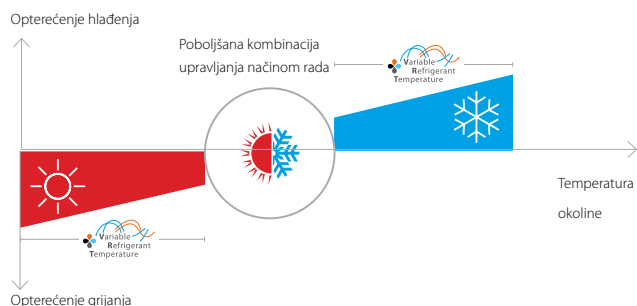 Opterećenje hlađenja
Poboljšana kombinacija
upravljanja načinom rada
Variable
Refrigerant
Temperature
Temperatura
okoline
Variable
Refrigerant
Temperature
Opterećenje grijanja